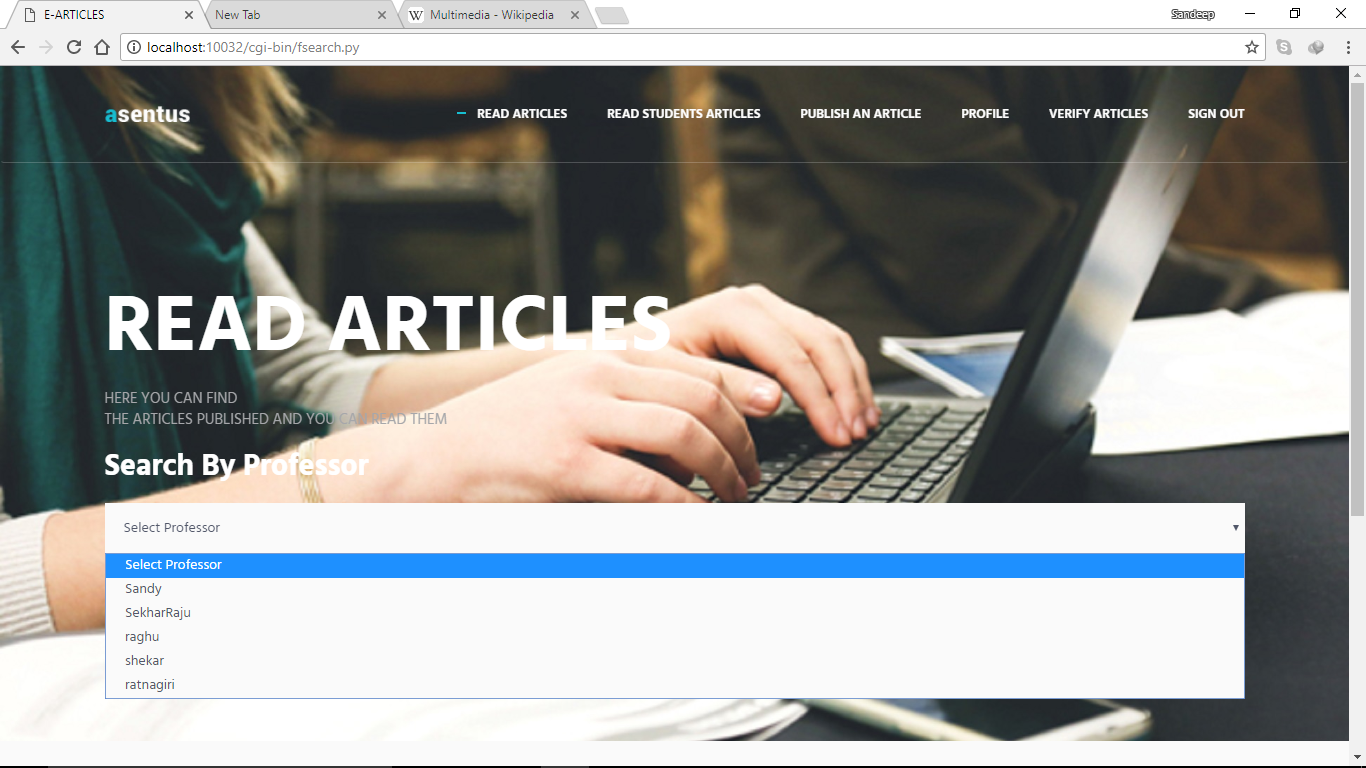 E-ARTICLES
New Tab
W Multimedia - Wikipedia
Sandeep
localhost:10032/cgi-bin/fsearch.py
asentus
READ ARTICLES
READ STUDENTS ARTICLES
PUBLISH AN ARTICLE
PROFILE
VERIFY ARTICLES
SIGN OUT
READ ARTICLES
HERE YOU CAN FIND
THE ARTICLES PUBLISHED AND YOU CAN READ THEM
Search By Professor
Select Professor
Select Professor
Sandy
SekharRaju
raghu
shekar
ratnagiri